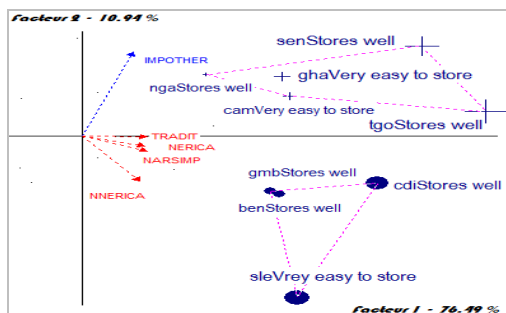 Facteur 2 - 10.94 %
senStores well
IMPOTHER
ghaVery easy to store
ngaStores well
camVery easy to store
tgoStores well
TRADIT
NERICA
NARSIMP
gmbStores well
cdiStores well
NNERICA
benStores well
sleVrey easy to store
Facteur 1 - 76.49 %